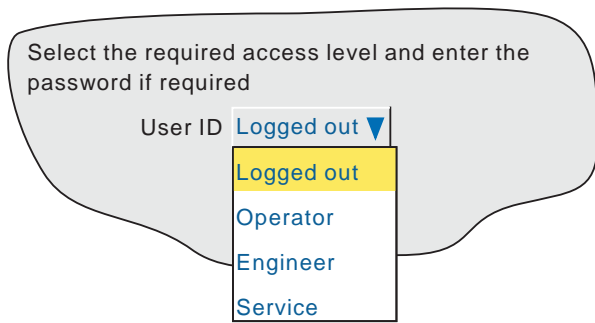 Select the required access level and enter the
password if required
User ID Logged out
Logged out
Operator
Engineer
Service